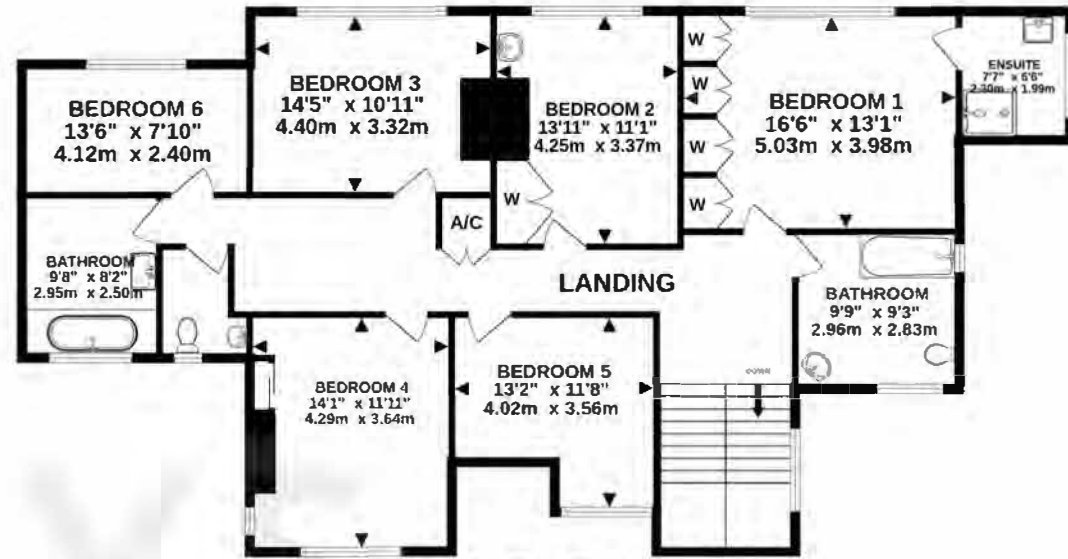 BEDROOM 6
13'6" x 7'10"
4.12m x 2.40m
BEDROOM 3
14'5" x 10'11"
4.40m x 3.32m
BEDROOM 2
13'11" x 11'1"
4.25m x 3.37m
W
W
W
W
W
BEDROOM 1
16'6" x 13'1"
5.03m x 3.98m
ENSUITE
7'7" x 6'6"
2.30m x 1.99m
A/C
BATHROOM
9'8" x 8'2"
2.95m x 2.50m
LANDING
BATHROOM
9'9" x 9'3"
2.96m x 2.83m
BEDROOM 4
14'1" x 11'11"
4.29m x 3.64m
BEDROOM 5
13'2" x 11'8"
4.02m x 3.56m
DOWN